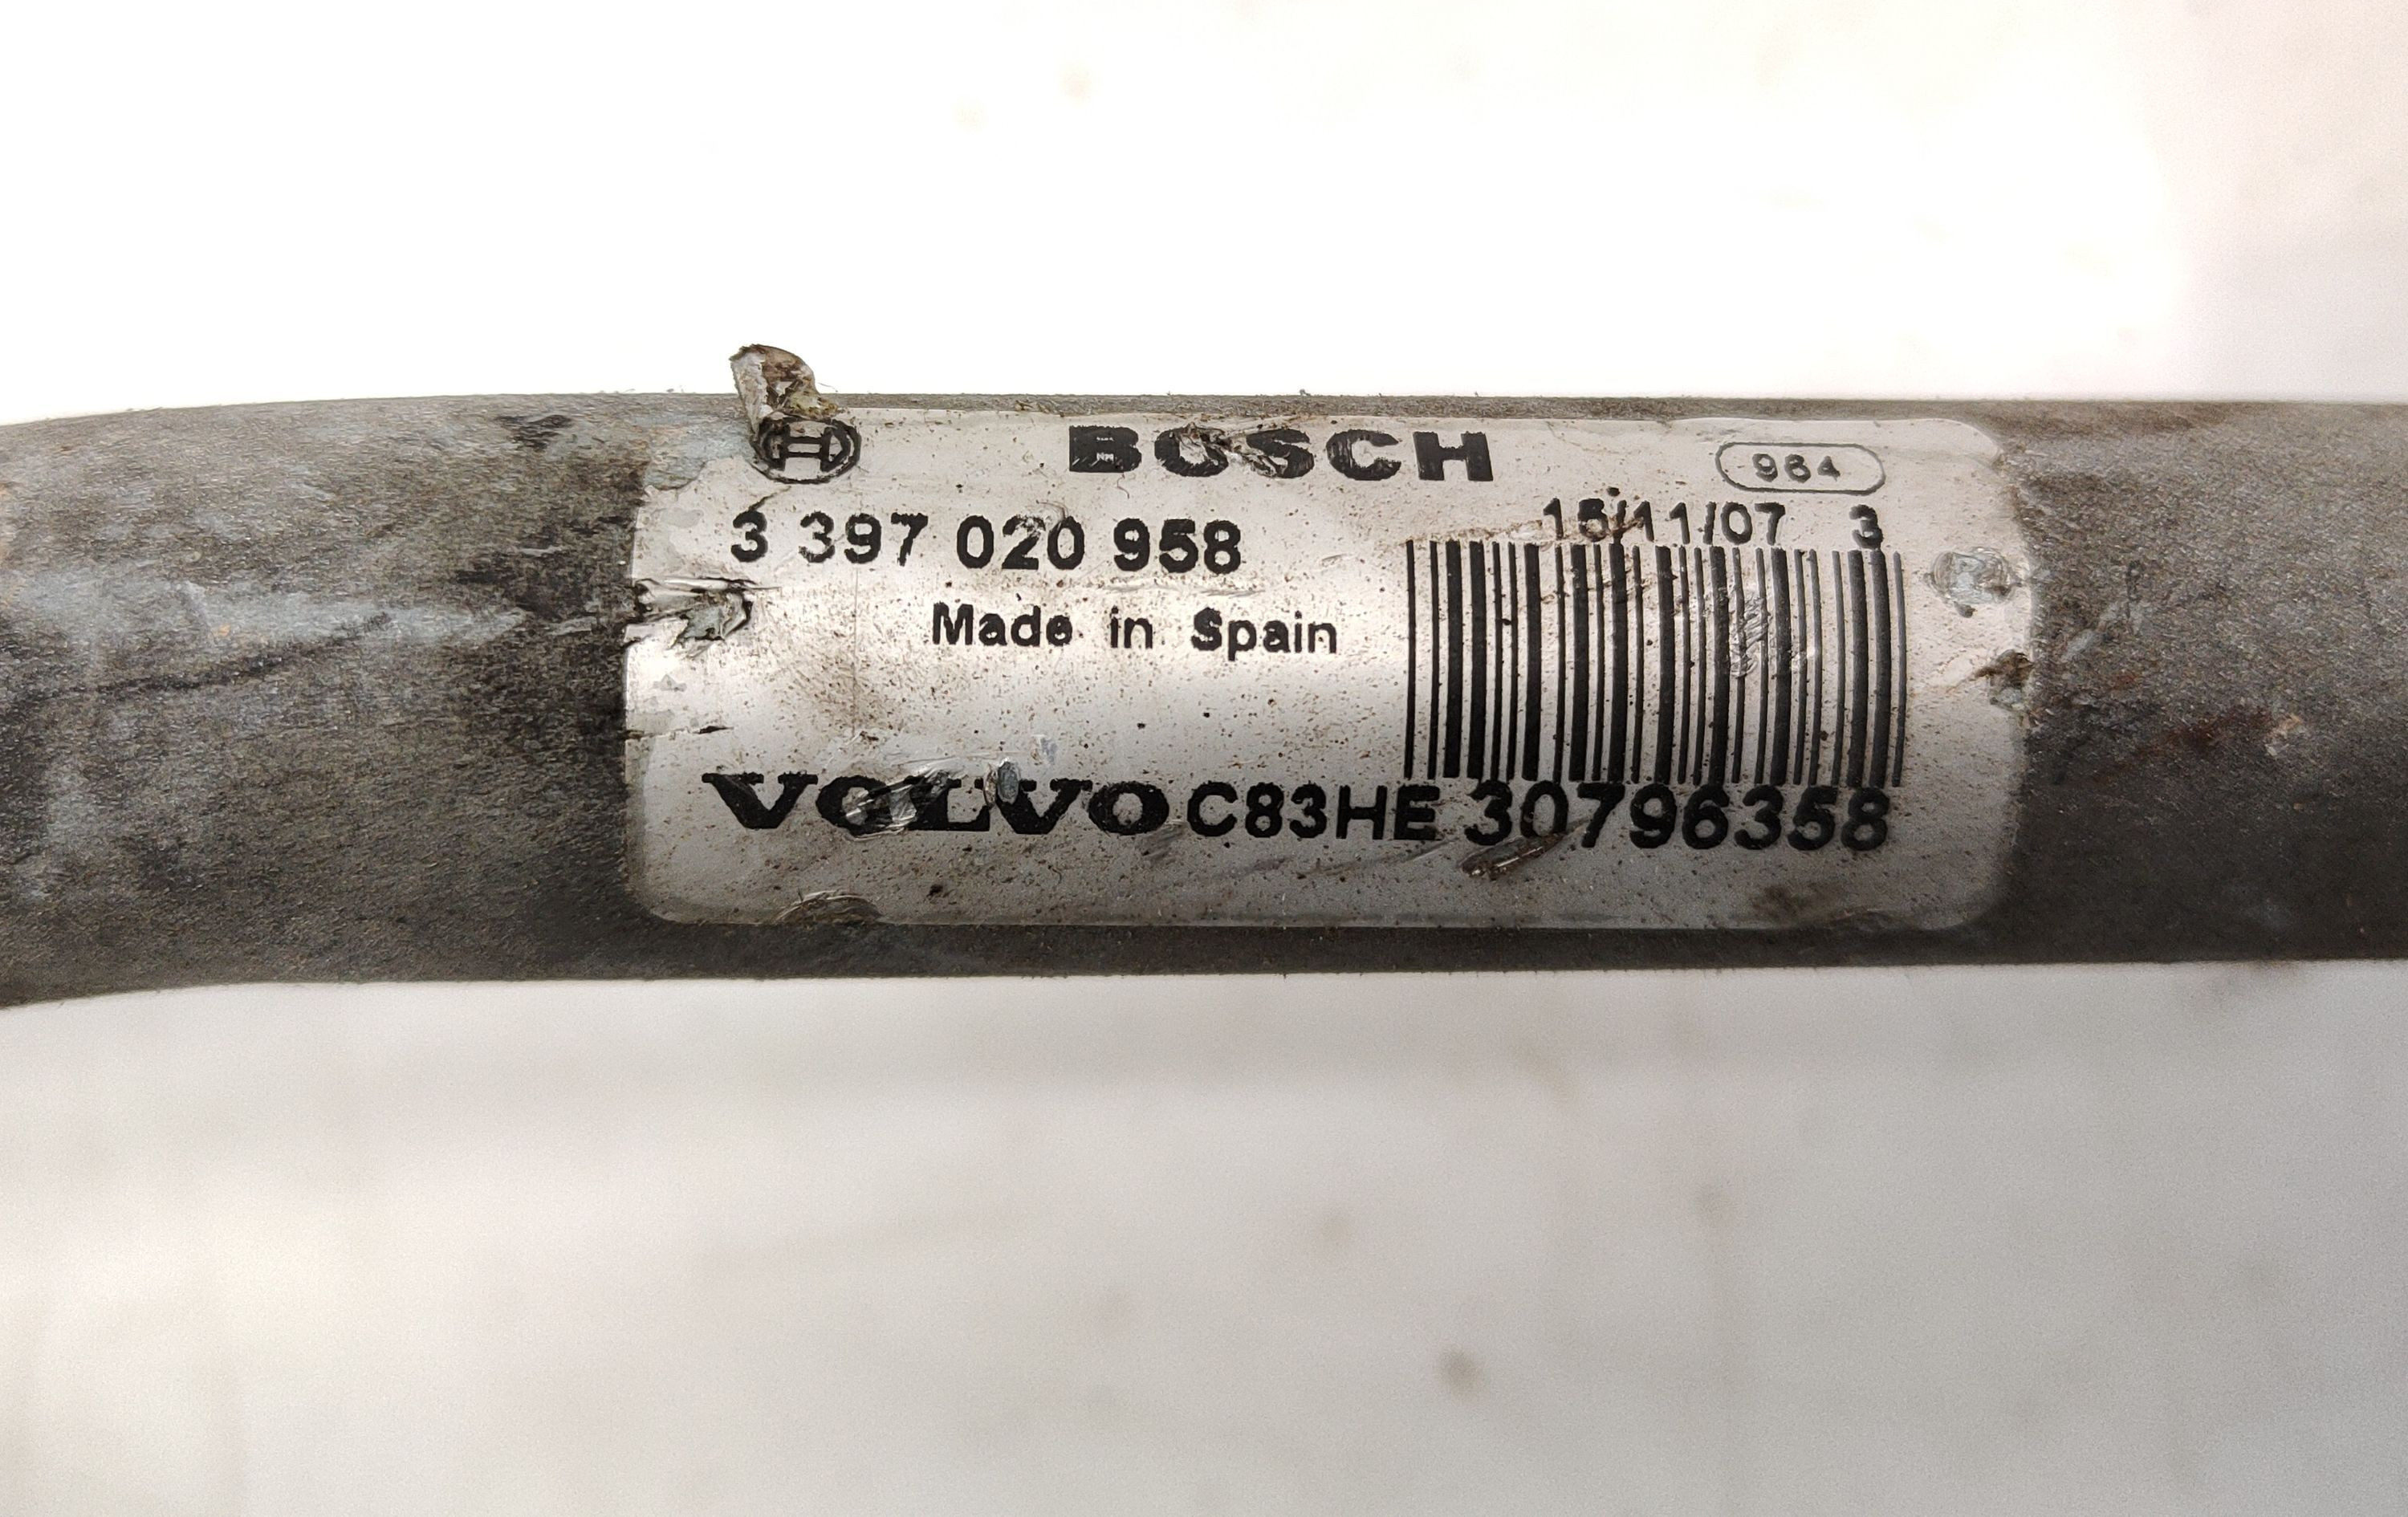 BOSCH 964
15/11/07 3
3 397 020 958
Made in Spain
VOLVO C83HE 30796358